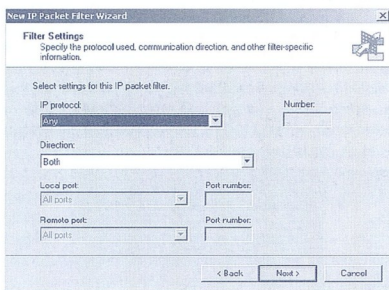 New IP Packet Filter Wizard
Filter Settings
Specify the protocol used, communication direction, and other filter-specific
information.
Select settings for this IP packet filter.
IP protocol:
Number:
Any
Direction:
Both
Local port:
Port number:
All ports
Remote port:
Port number:
All ports
< Back
Next >
Cancel